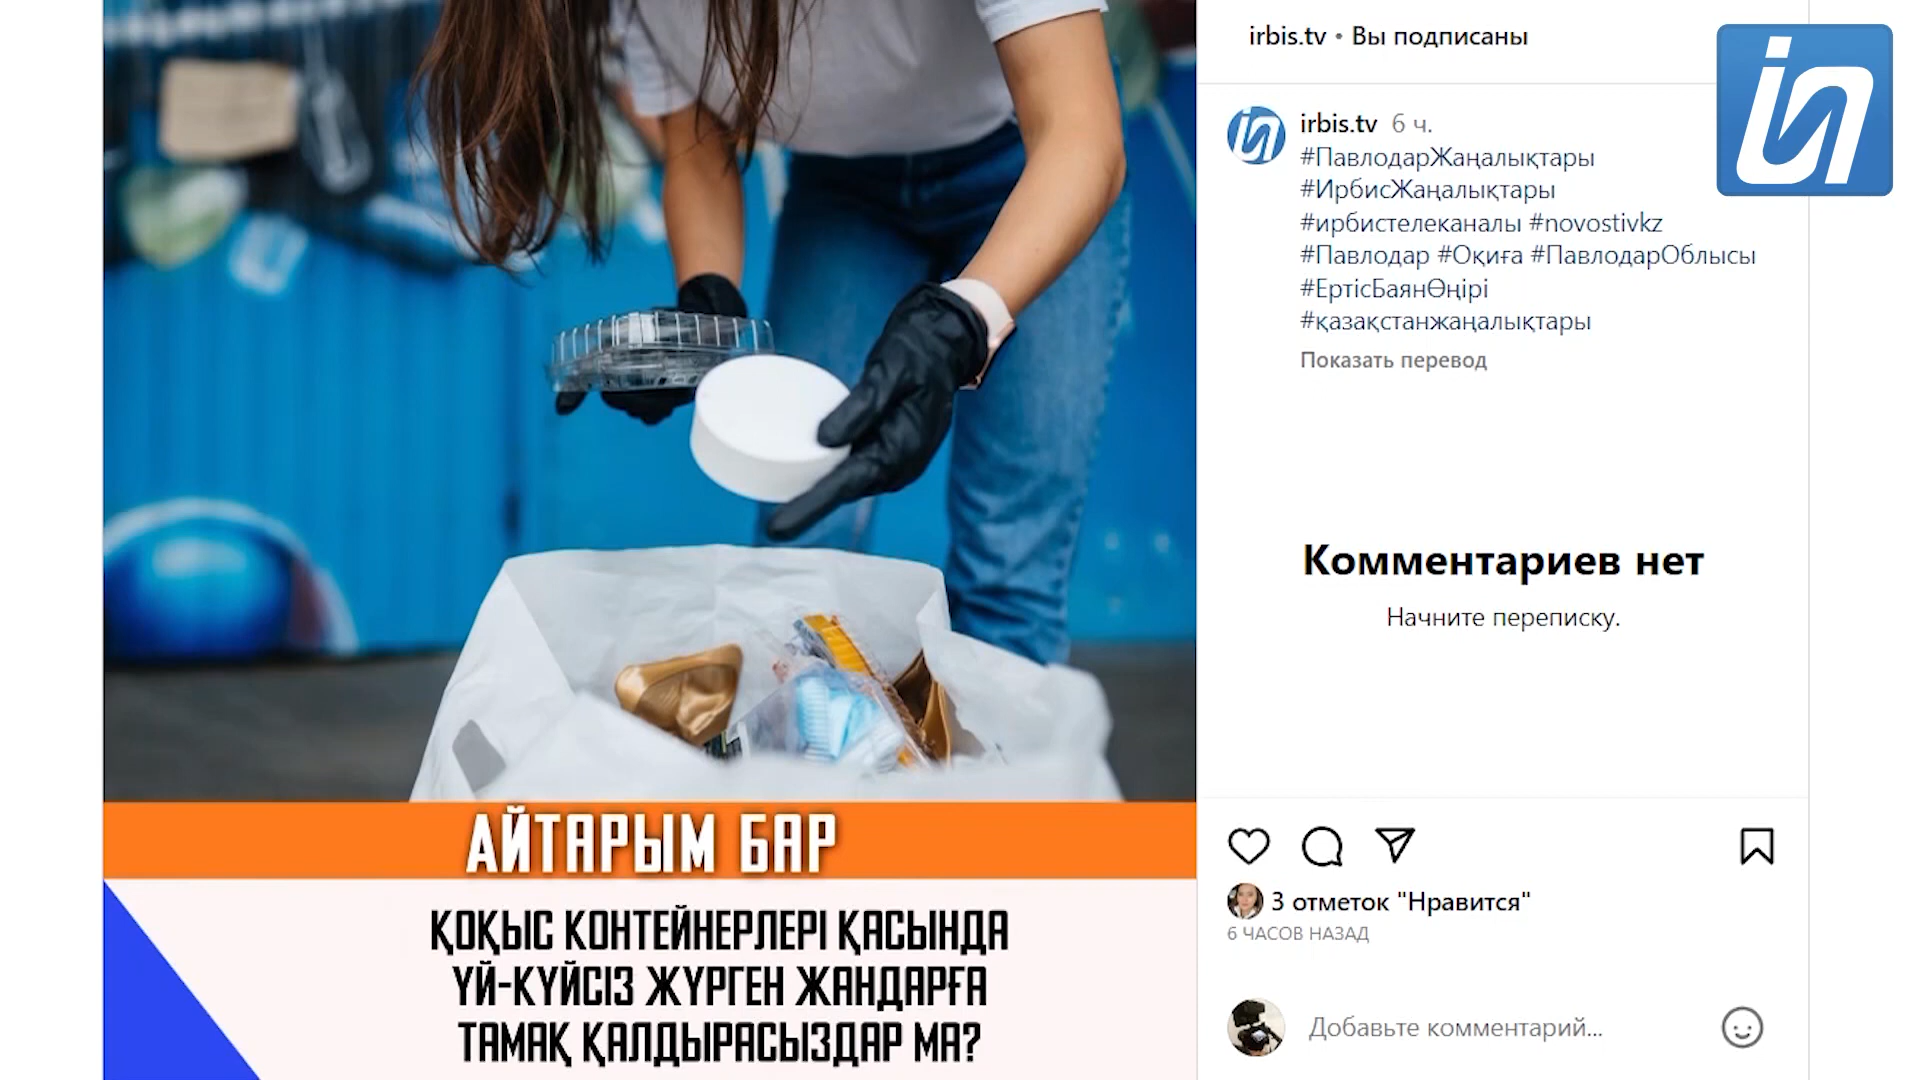 irbis.tv • Вы подписаны
irbis.tv 6 ч.
#ПавлодарЖаңалықтары
#ИрбисЖаңалықтары
#ирбистелеканалы #novostivkz
#Павлодар #Оқиға #ПавлодарОблысы
#ЕртісБаянӨңірі
#қазақстанжаңалықтары
Показать перевод
Комментариев нет
Начните переписку.
3 отметок "Нравится"
6 ЧАСОВ НАЗАД
Добавьте комментарий...
АЙТАРЫМ БАР
ҚОҚЫС КОНТЕЙНЕРЛЕРІ ҚАСЫНДА
ҮЙ-КҮЙСІЗ ЖҮРГЕН ЖАНДАРҒА
ТАМАҚ ҚАЛДЫРАСЫЗДАР МА?